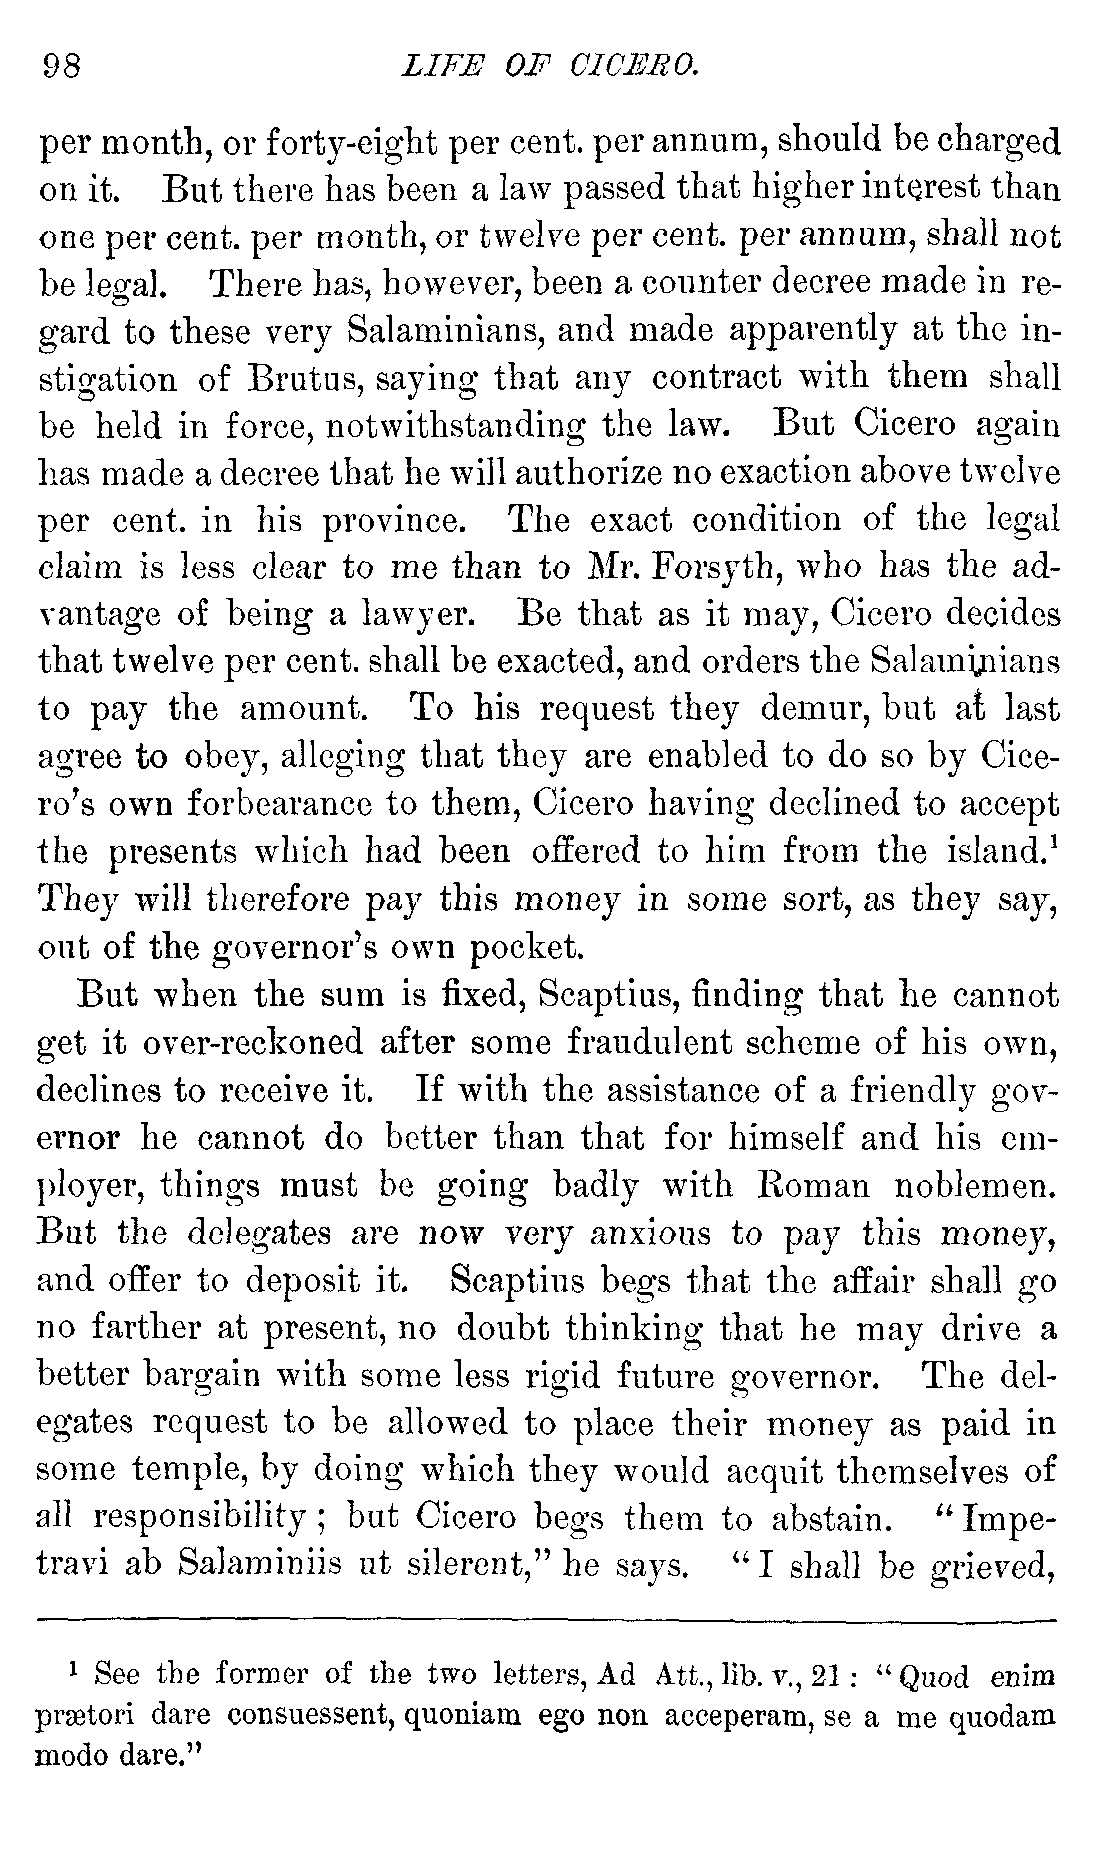 98 LIFE OF CICERO.
per month, or forty-eight per cent. per annum, should be charged
on it. But there has been a law passed that higher interest than
one per cent. per month, or twelve per cent. per annum, shall not
be legal. There has, however, been a counter decree made in re-
gard to these very Salaminians, and made apparently at the in-
stigation of Brutus, saying that any contract with them shall
be held in force, notwithstanding the law. But Cicero again
has made a decree that he will authorize no exaction above twelve
per cent. in his province. The exact condition of the legal
claim is less clear to me than to Mr. Forsyth, who has the ad-
vantage of being a lawyer. Be that as it may, Cicero decides
that twelve per cent. shall be exacted, and orders the Salaminians
to pay the amount. To his request they demur, but at last
agree to obey, alleging that they are enabled to do so by Cice-
ro's own forbearance to them, Cicero having declined to accept
the presents which had been offered to him from the island.¹
They will therefore pay this money in some sort, as they say,
out of the governor's own pocket.
But when the sum is fixed, Scaptius, finding that he cannot
get it over-reckoned after some fraudulent scheme of his own,
declines to receive it. If with the assistance of a friendly gov-
ernor he cannot do better than that for himself and his em-
ployer, things must be going badly with Roman noblemen.
But the delegates are now very anxious to pay this money,
and offer to deposit it. Scaptius begs that the affair shall go
no farther at present, no doubt thinking that he may drive a
better bargain with some less rigid future governor. The del-
egates request to be allowed to place their money as paid in
some temple, by doing which they would acquit themselves of
all responsibility; but Cicero begs them to abstain. "Impe-
travi ab Salaminiis ut silerent," he says. "I shall be grieved,
¹ See the former of the two letters, Ad Att., lib. v., 21: "Quod enim
prætori dare consuessent, quoniam ego non acceperam, se a me quodam
modo dare."